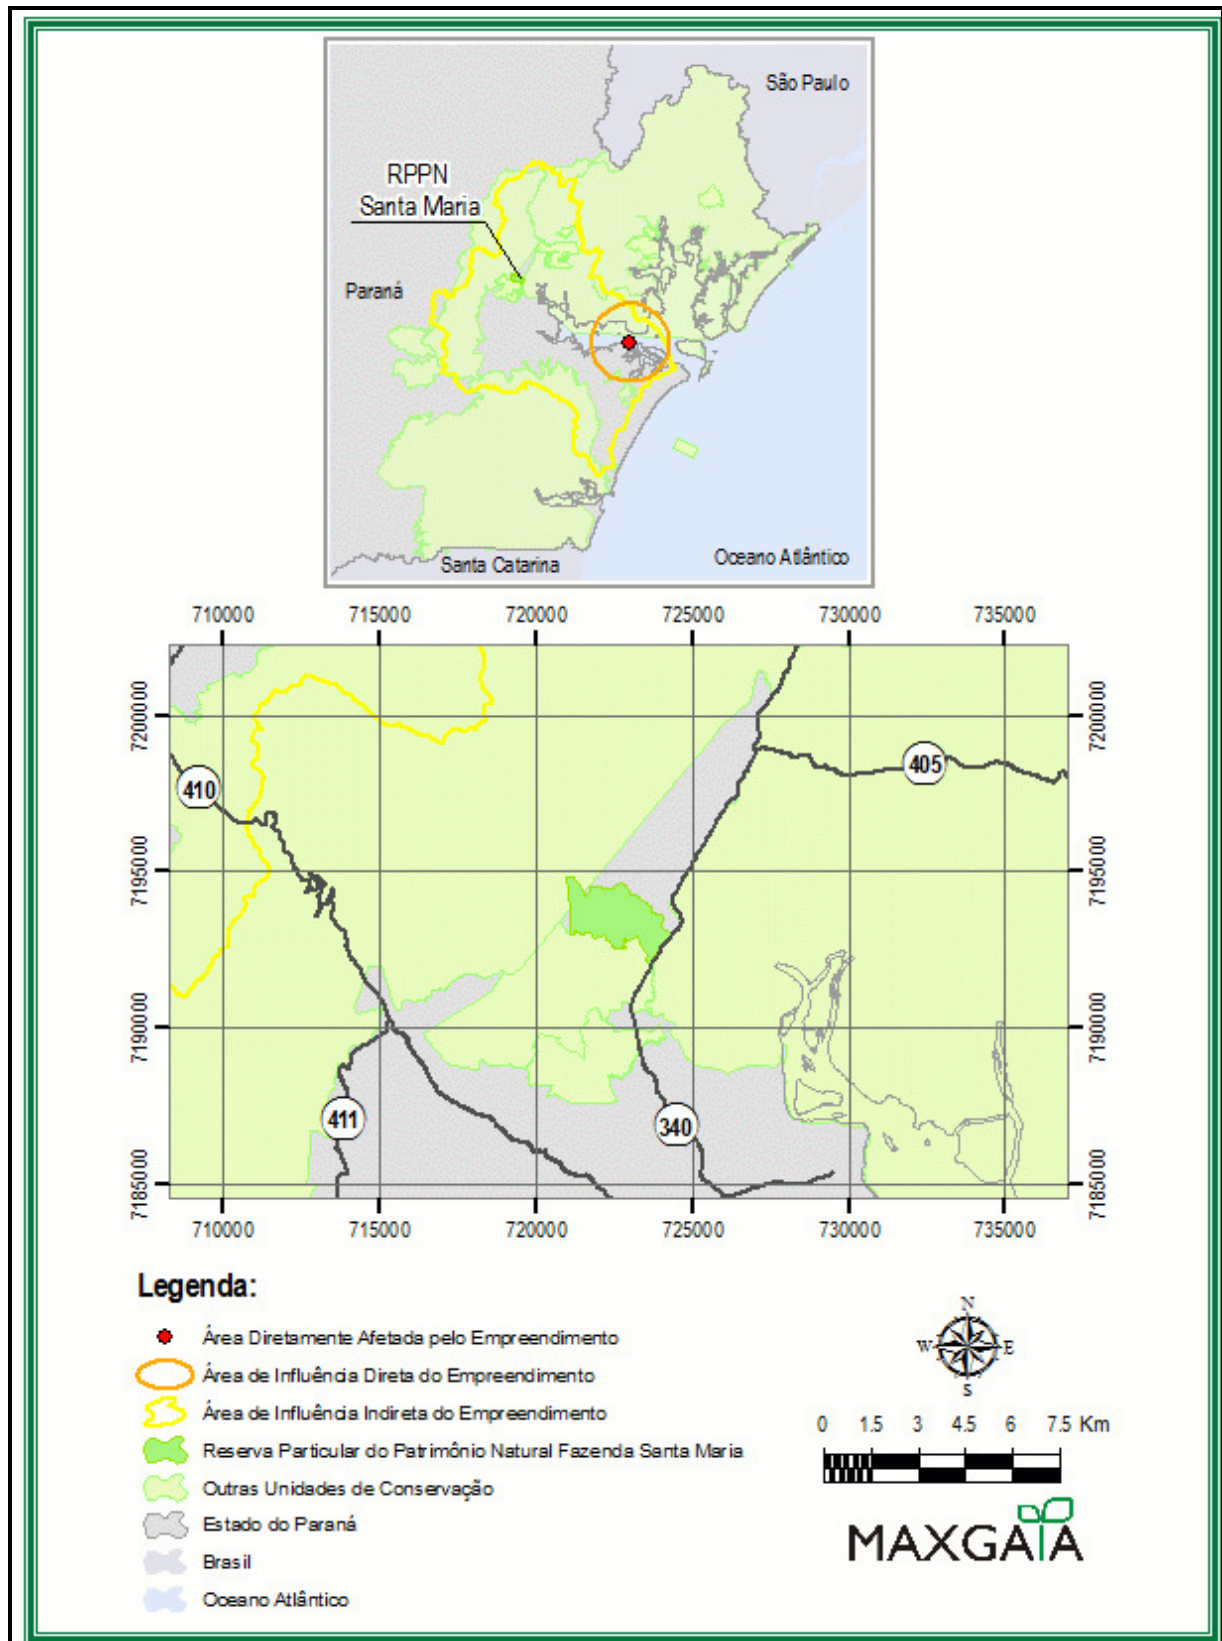 São Paulo
RPPN
Santa Maria
Paraná
Santa Catarina
Oceano Atlântico
710000 715000 720000 725000 730000 735000
7200000 7200000
405
410
7195000 7195000
7190000 7190000
411
340
7185000 7185000
710000 715000 720000 725000 730000 735000
Legenda:
Área Diretamente Afetada pelo Empreendimento
Área de Influência Direta do Empreendimento
Área de Influência Indireta do Empreendimento
Reserva Particular do Patrimônio Natural Fazenda Santa Maria
Outras Unidades de Conservação
Estado do Paraná
Brasil
Oceano Atlântico
N
W E
S
0 1.5 3 4.5 6 7.5 Km
MAXGAIA